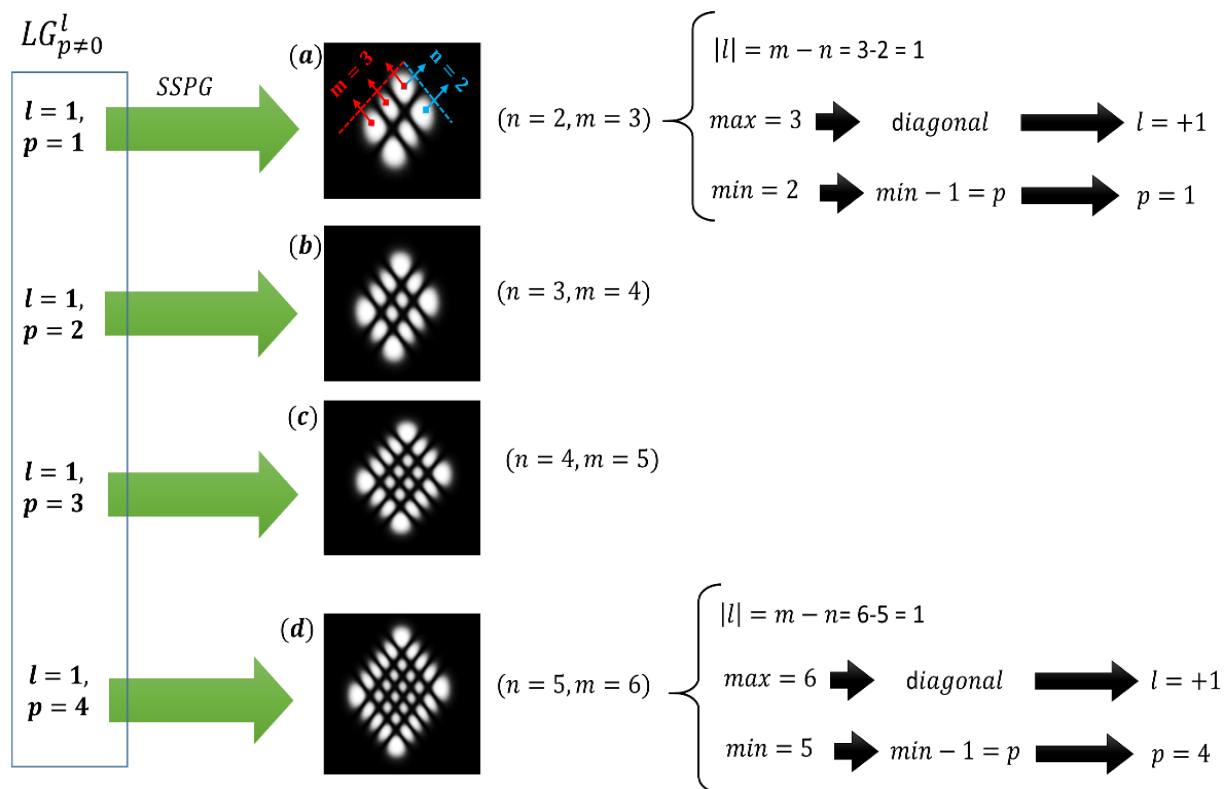 LG^l_{p≠0}
SSPG
l = 1,
p = 1
(a)
m = 3
n = 2
(n = 2, m = 3)
|l| = m − n = 3-2 = 1
max = 3 diagonal l = +1
min = 2 min − 1 = p p = 1
l = 1,
p = 2
(b)
(n = 3, m = 4)
l = 1,
p = 3
(c)
(n = 4, m = 5)
l = 1,
p = 4
(d)
(n = 5, m = 6)
|l| = m − n= 6-5 = 1
max = 6 diagonal l = +1
min = 5 min − 1 = p p = 4